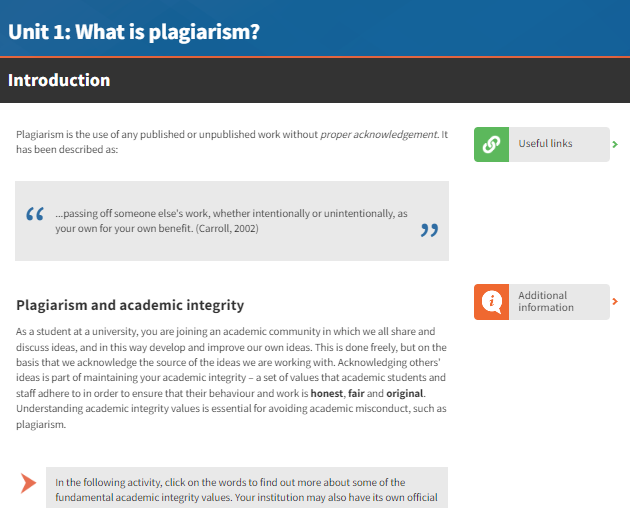 Unit 1: What is plagiarism?
Introduction
Plagiarism is the use of any published or unpublished work without proper acknowledgement. It
has been described as:
“
...passing off someone else's work, whether intentionally or unintentionally, as
your own for your own benefit. (Carroll, 2002)
”
Useful links
Plagiarism and academic integrity
As a student at a university, you are joining an academic community in which we all share and
discuss ideas, and in this way develop and improve our own ideas. This is done freely, but on the
basis that we acknowledge the source of the ideas we are working with. Acknowledging others'
ideas is part of maintaining your academic integrity – a set of values that academic students and
staff adhere to in order to ensure that their behaviour and work is honest, fair and original.
Understanding academic integrity values is essential for avoiding academic misconduct, such as
plagiarism.
Additional
information
In the following activity, click on the words to find out more about some of the
fundamental academic integrity values. Your institution may also have its own official